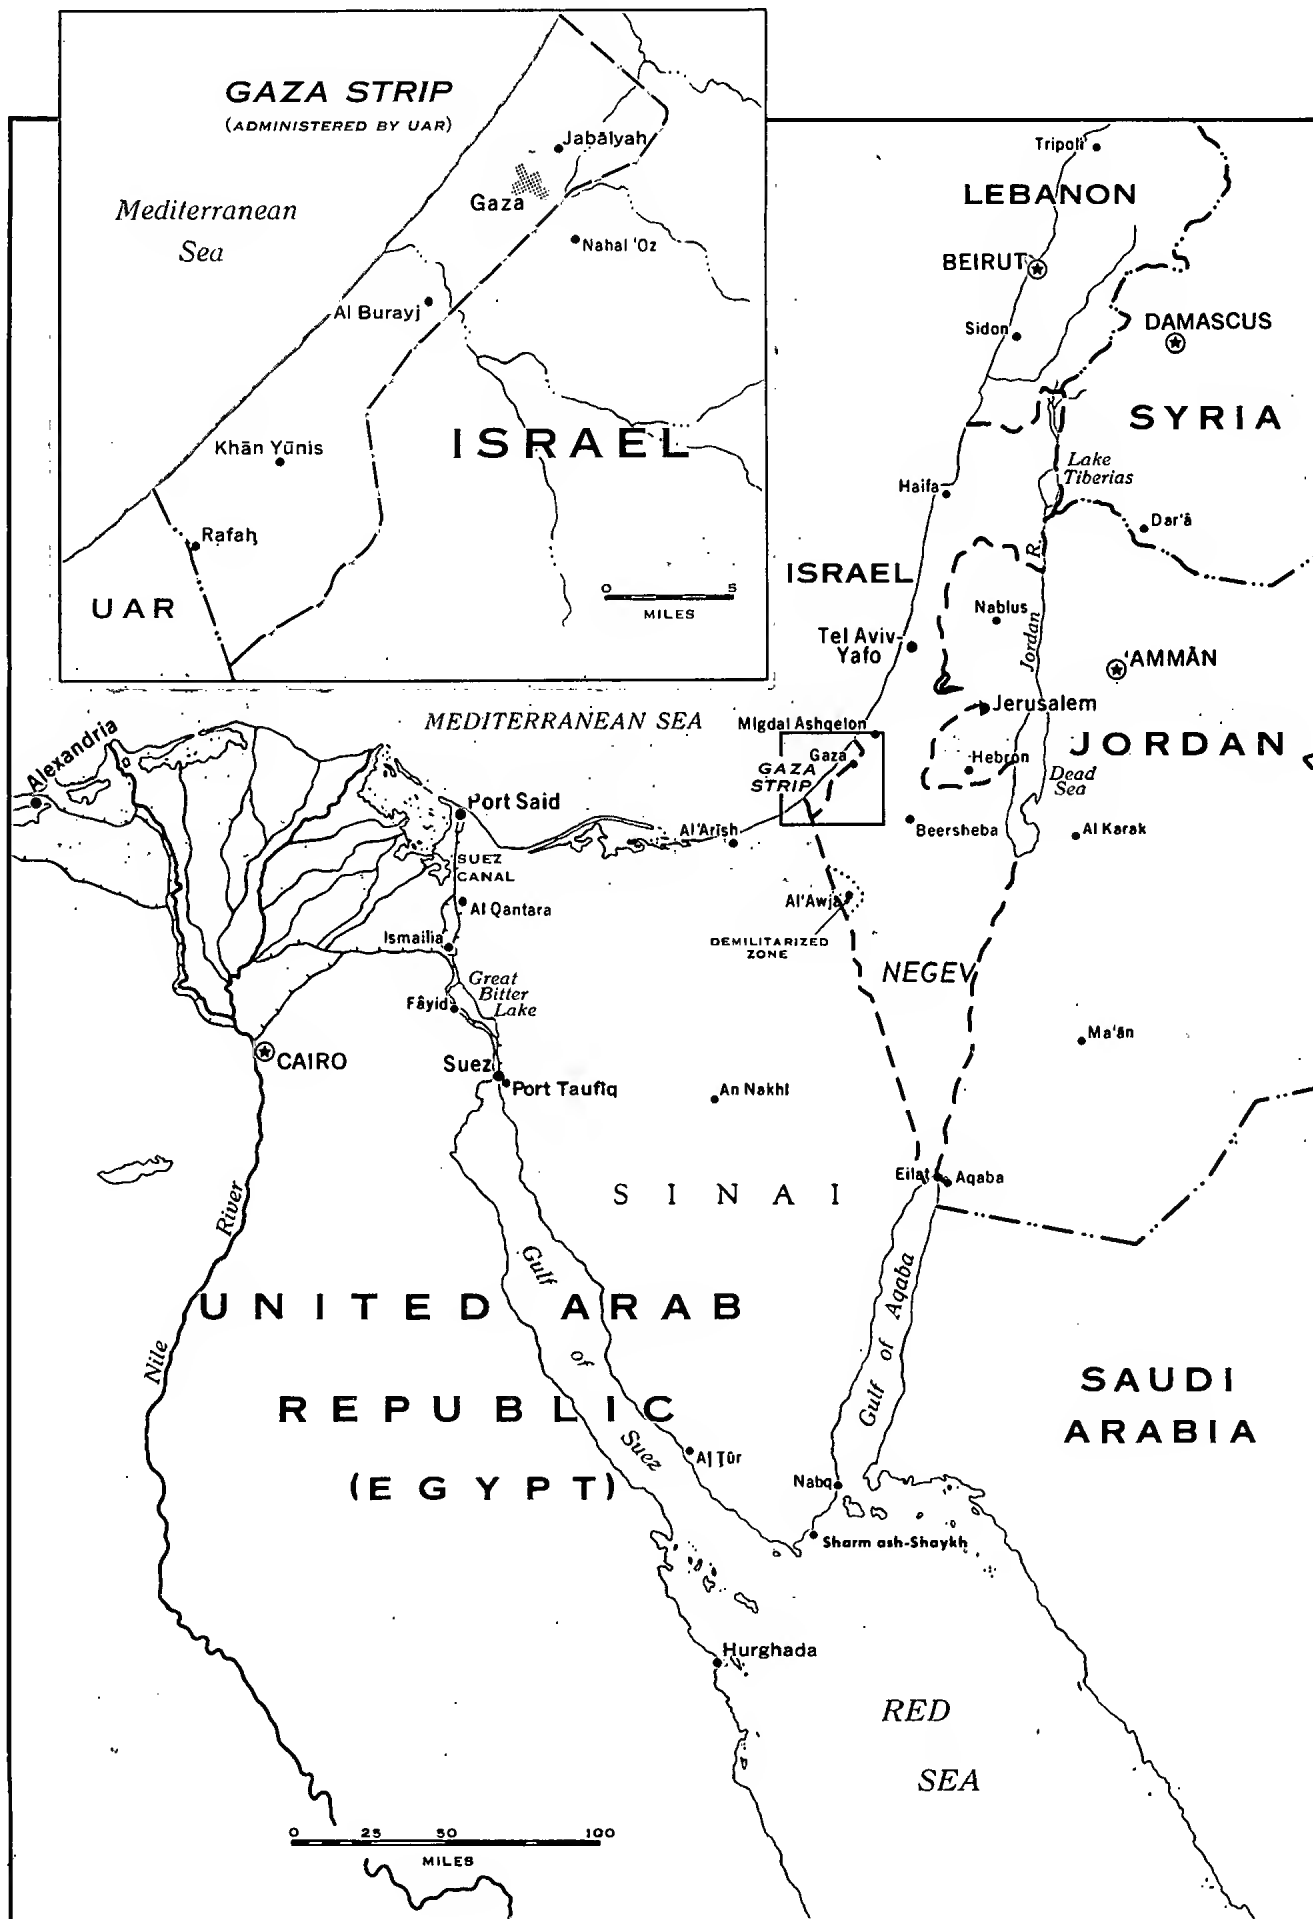 GAZA STRIP
(ADMINISTERED BY UAR)
Mediterranean
Sea
Jabālyah
Gaza
Nahal 'Oz
Al Burayj
ISRAEL
Khān Yūnis
Rafaḩ
UAR
0 5
MILES
Tripoli
LEBANON
BEIRUT
Sidon
DAMASCUS
SYRIA
Lake
Tiberias
Haifa
Dar'ā
ISRAEL
Jordan R.
Nablus
Tel Aviv-
Yafo
'AMMĀN
Jerusalem
MEDITERRANEAN SEA
Migdal Ashqelon
Gaza
GAZA
STRIP
Hebron
JORDAN
Dead
Sea
Alexandria
Port Said
Al 'Arīsh
Beersheba
Al Karak
SUEZ
CANAL
Al Qantara
Al 'Awja
Ismailia
DEMILITARIZED
ZONE
NEGEV
Great
Bitter
Lake
Fâyid
Ma'ān
CAIRO
Suez
Port Taufīq
An Nakhl
Eilat
Aqaba
SINAI
Nile River
Gulf of Suez
Gulf of Aqaba
UNITED ARAB
REPUBLIC
(EGYPT)
SAUDI
ARABIA
Al Ţūr
Nabq
Sharm ash-Shaykh
Hurghada
RED
SEA
0 25 50 100
MILES